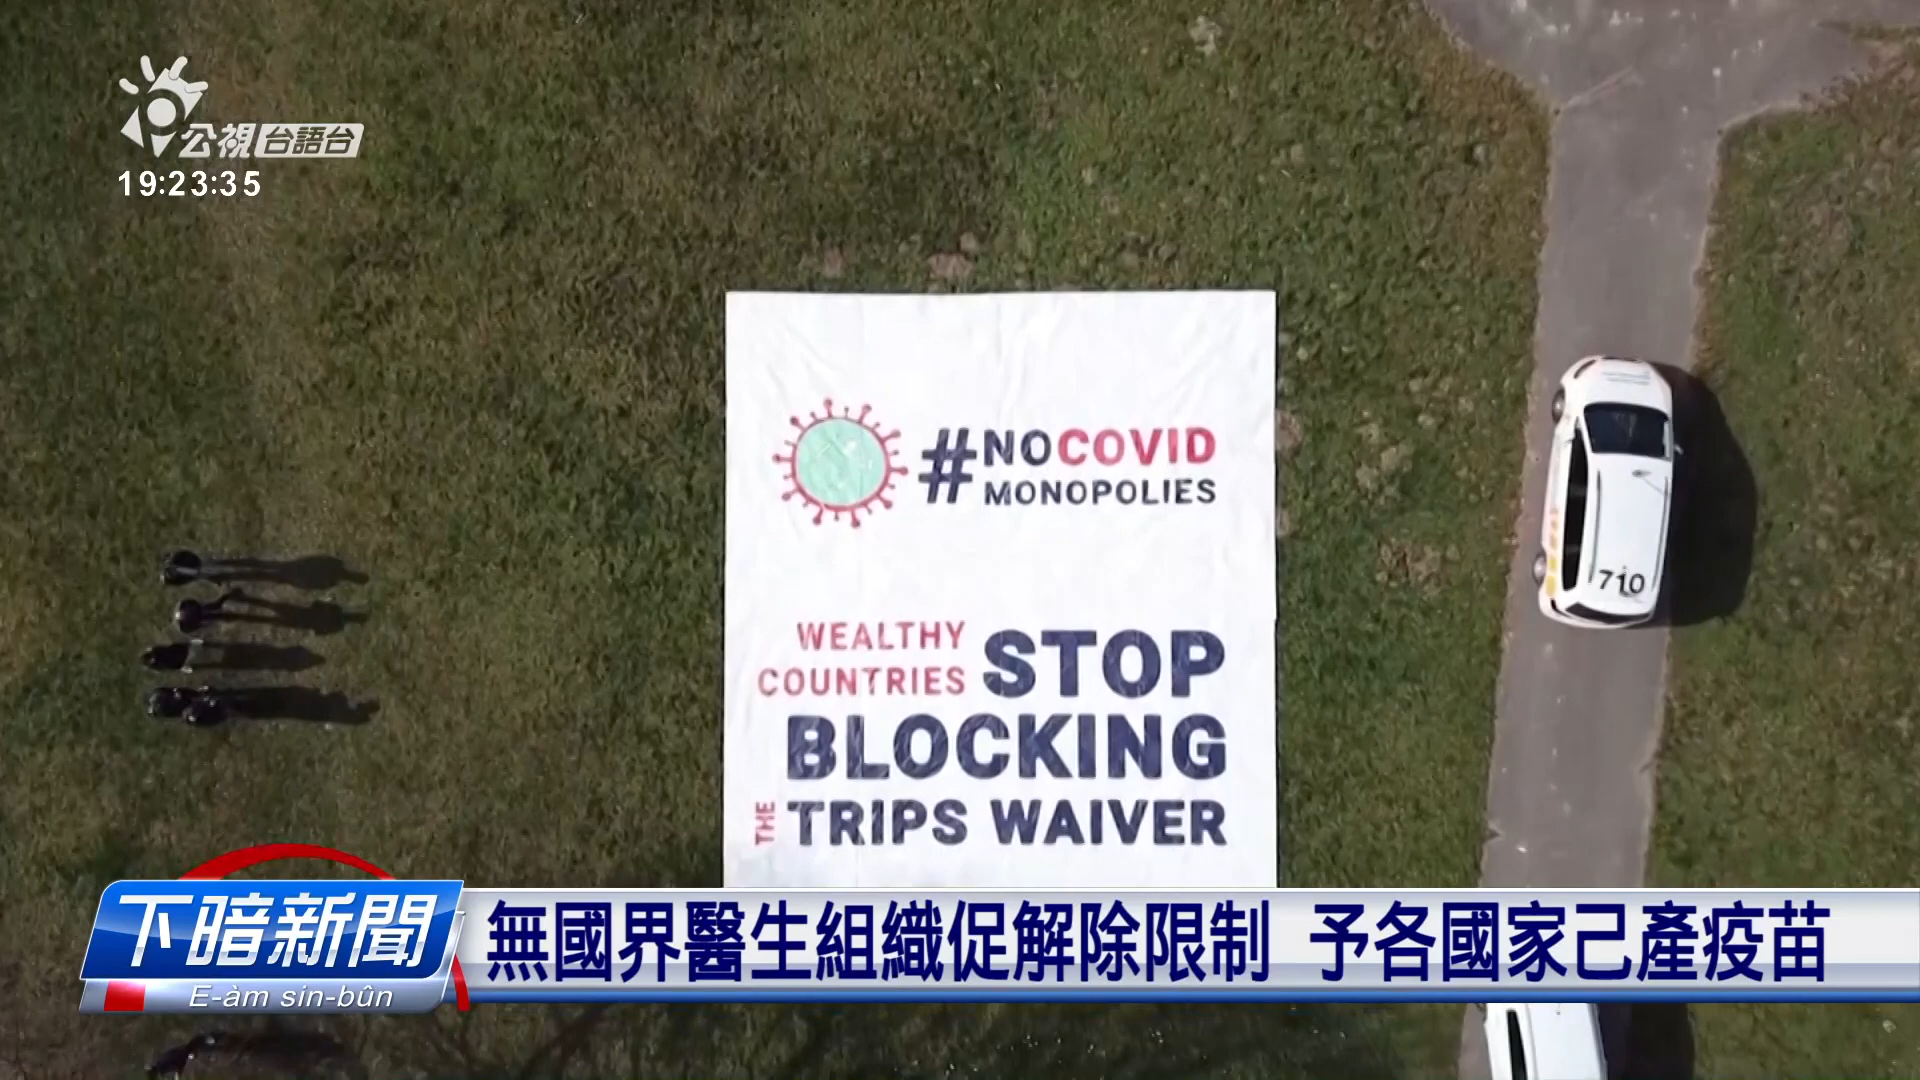 公視台語台
19:23:35
#NOCOVID
MONOPOLIES
WEALTHY
COUNTRIES STOP
BLOCKING
THE TRIPS WAIVER
710
下暗新聞
E-àm sin-bûn
無國界醫生組織促解除限制 予各國家己產疫苗